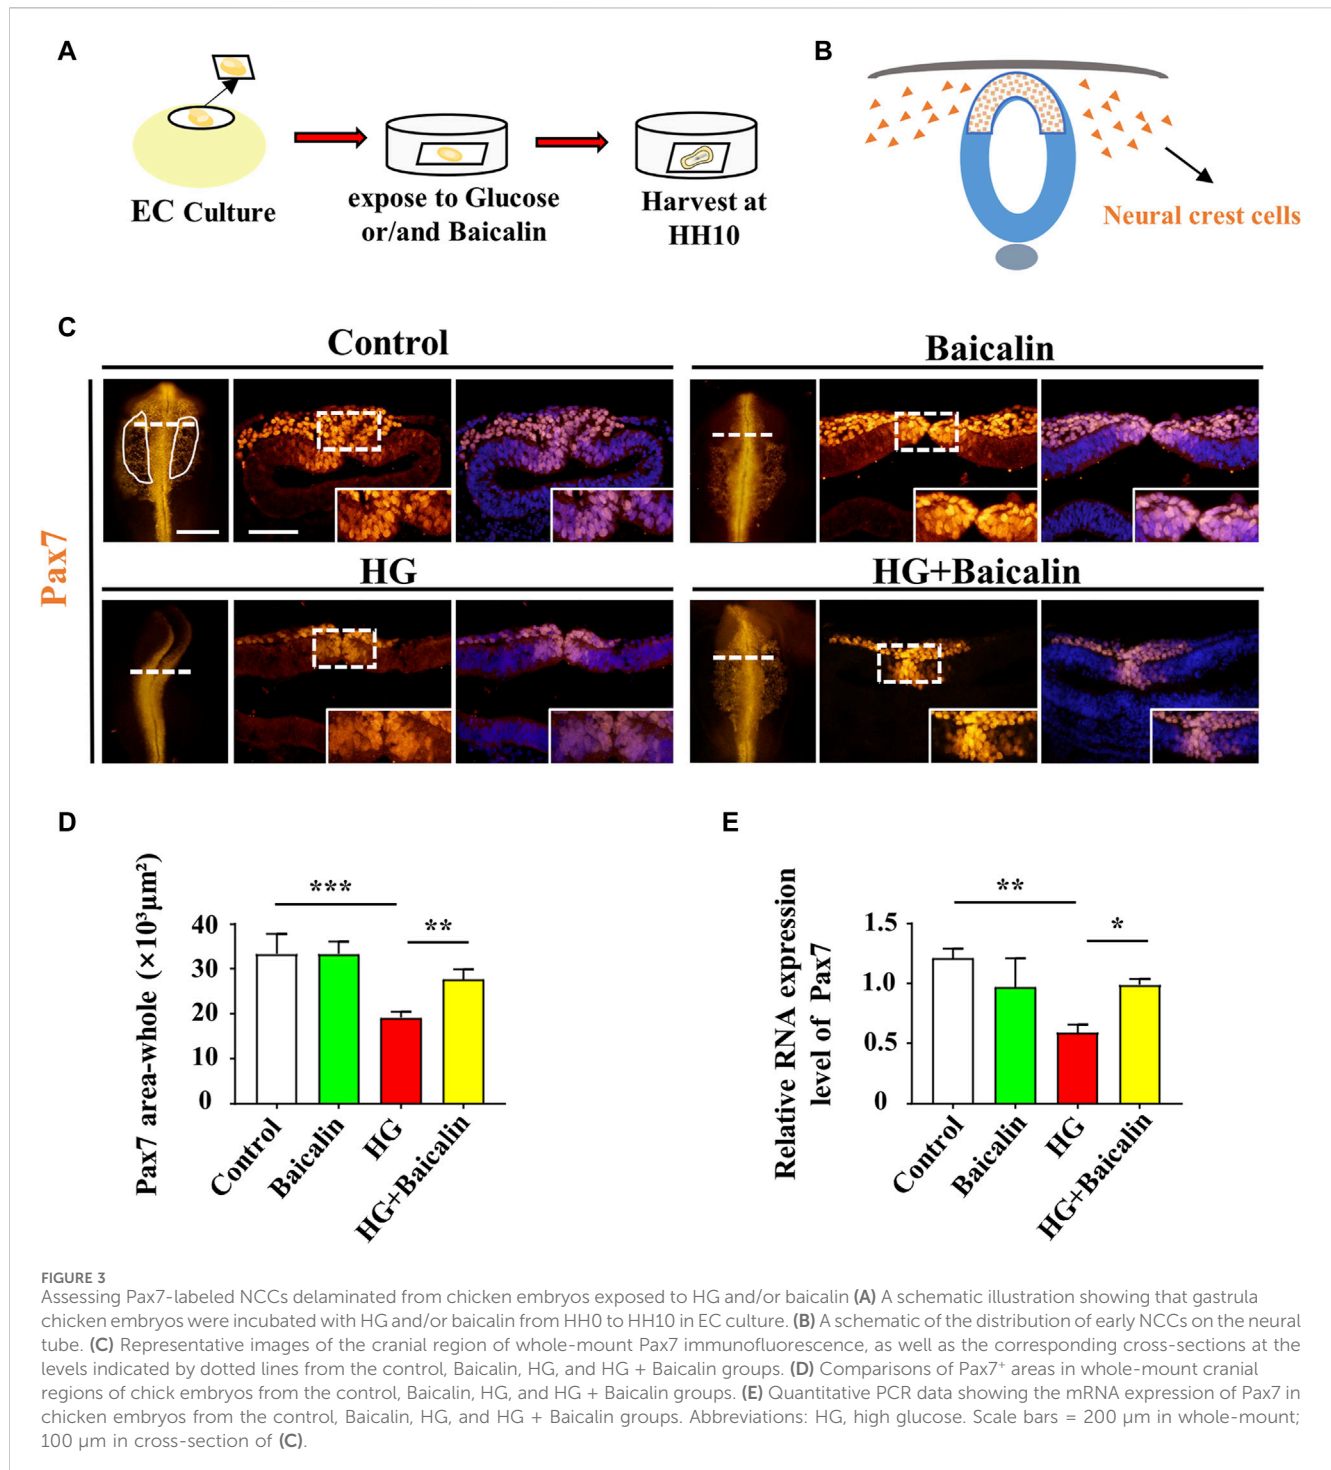 A
EC Culture
expose to Glucose
or/and Baicalin
Harvest at
HH10
B
Neural crest cells
C
Control
Baicalin
Pax7
HG
HG+Baicalin
D
Pax7 area-whole (×10³μm²)
40
30
20
10
0
***
**
Control
Baicalin
HG
HG+Baicalin
E
Relative RNA expression
level of Pax7
1.5
1.0
0.5
0
**
*
Control
Baicalin
HG
HG+Baicalin
FIGURE 3
Assessing Pax7-labeled NCCs delaminated from chicken embryos exposed to HG and/or baicalin (A) A schematic illustration showing that gastrula
chicken embryos were incubated with HG and/or baicalin from HH0 to HH10 in EC culture. (B) A schematic of the distribution of early NCCs on the neural
tube. (C) Representative images of the cranial region of whole-mount Pax7 immunofluorescence, as well as the corresponding cross-sections at the
levels indicated by dotted lines from the control, Baicalin, HG, and HG + Baicalin groups. (D) Comparisons of Pax7⁺ areas in whole-mount cranial
regions of chick embryos from the control, Baicalin, HG, and HG + Baicalin groups. (E) Quantitative PCR data showing the mRNA expression of Pax7 in
chicken embryos from the control, Baicalin, HG, and HG + Baicalin groups. Abbreviations: HG, high glucose. Scale bars = 200 μm in whole-mount;
100 μm in cross-section of (C).